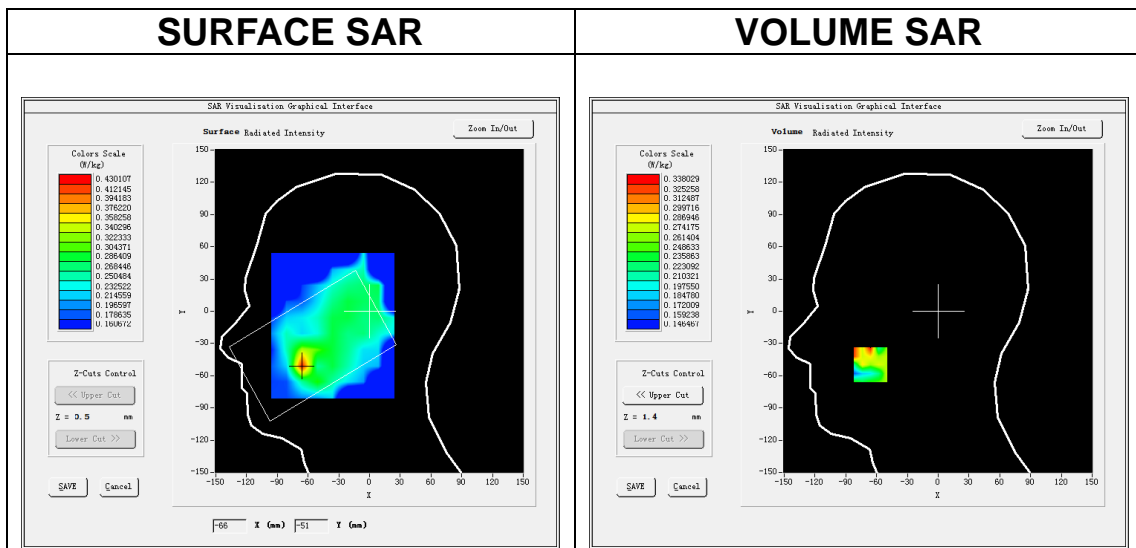 SURFACE SAR
VOLUME SAR
SAR Visualisation Graphical Interface
Surface Radiated Intensity
Zoom In/Out
Colors Scale
(W/kg)
0.430107
0.412145
0.394183
0.376220
0.358258
0.340296
0.322333
0.304371
0.286409
0.268446
0.250484
0.232522
0.214559
0.196597
0.178635
0.160672
Z-Cuts Control
<< Upper Cut
Z = 0.5 mm
Lower Cut >>
SAVE Cancel
150
120
90
60
30
0
-30
-60
-90
-120
-150
Y
-150 -120 -90 -60 -30 0 30 60 90 120 150
X
-66 X (mm) -51 Y (mm)
SAR Visualisation Graphical Interface
Volume Radiated Intensity
Zoom In/Out
Colors Scale
(W/kg)
0.338029
0.325258
0.312487
0.299716
0.286946
0.274175
0.261404
0.248633
0.235863
0.223092
0.210321
0.197550
0.184780
0.172009
0.159238
0.146467
Z-Cuts Control
<< Upper Cut
Z = 1.4 mm
Lower Cut >>
SAVE Cancel
150
120
90
60
30
0
-30
-60
-90
-120
-150
Y
-150 -120 -90 -60 -30 0 30 60 90 120 150
X